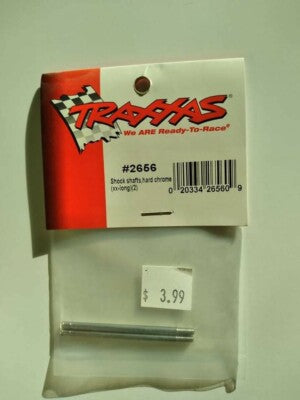 TRAXXAS®
We ARE Ready-To-Race®
#2656
Shock shafts,hard chrome
(xx-long)(2)
0 20334 26560 9
$ 3.99